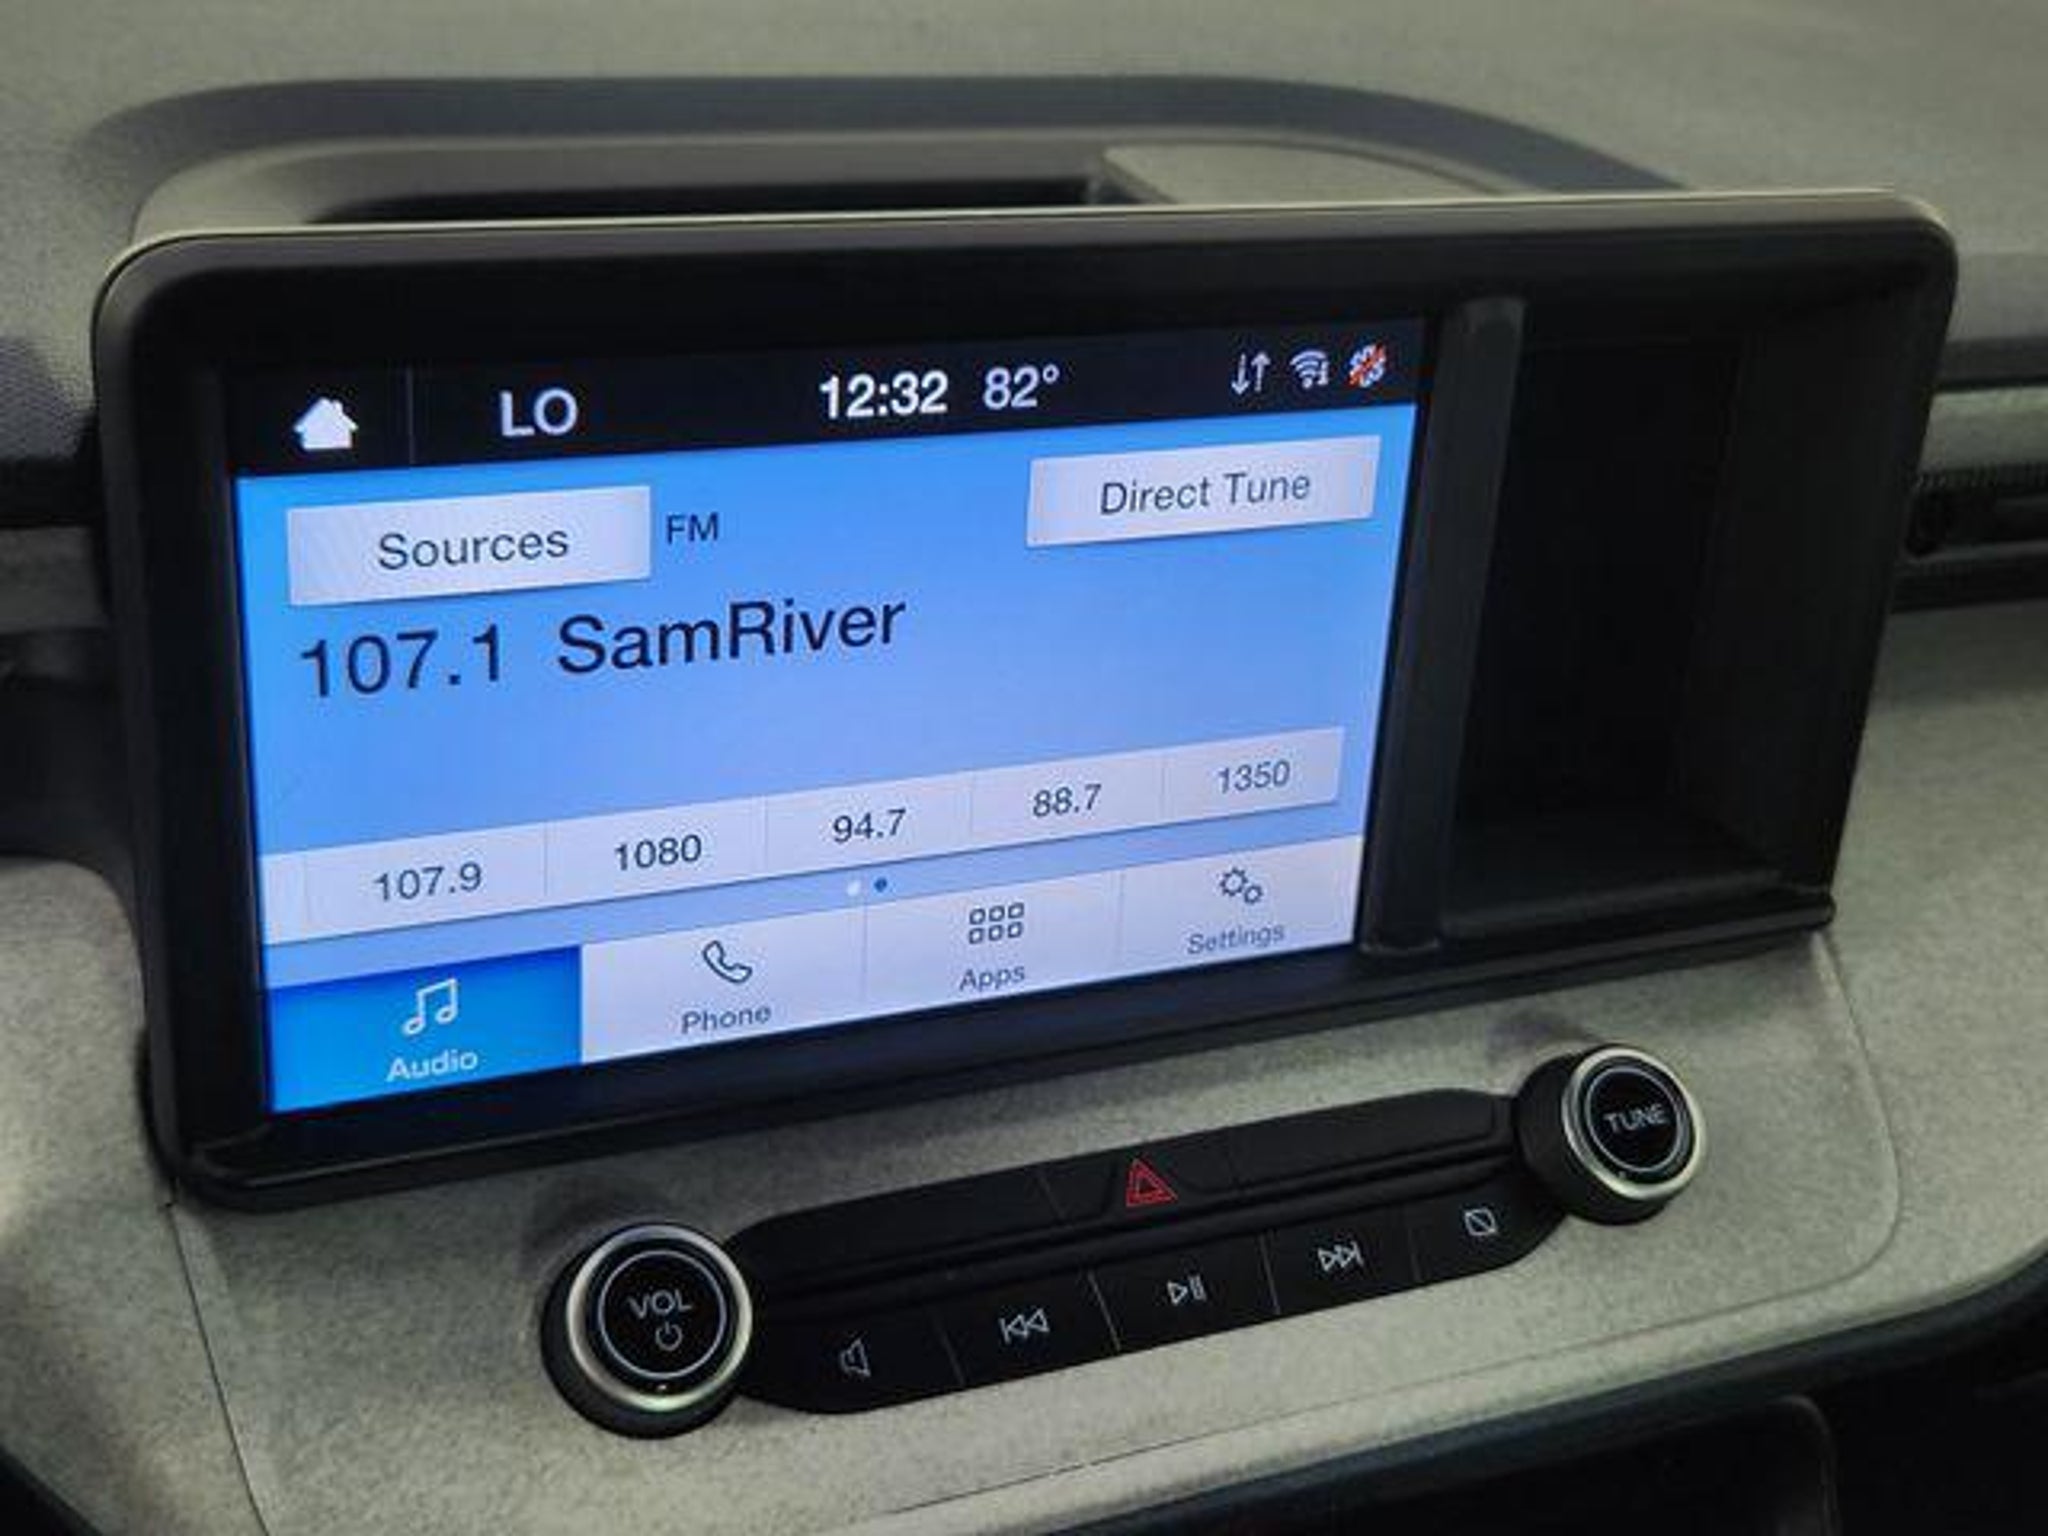 LO 12:32 82°
Sources FM Direct Tune
107.1 SamRiver
107.9 1080 94.7 88.7 1350
Audio Phone Apps Settings
TUNE
VOL